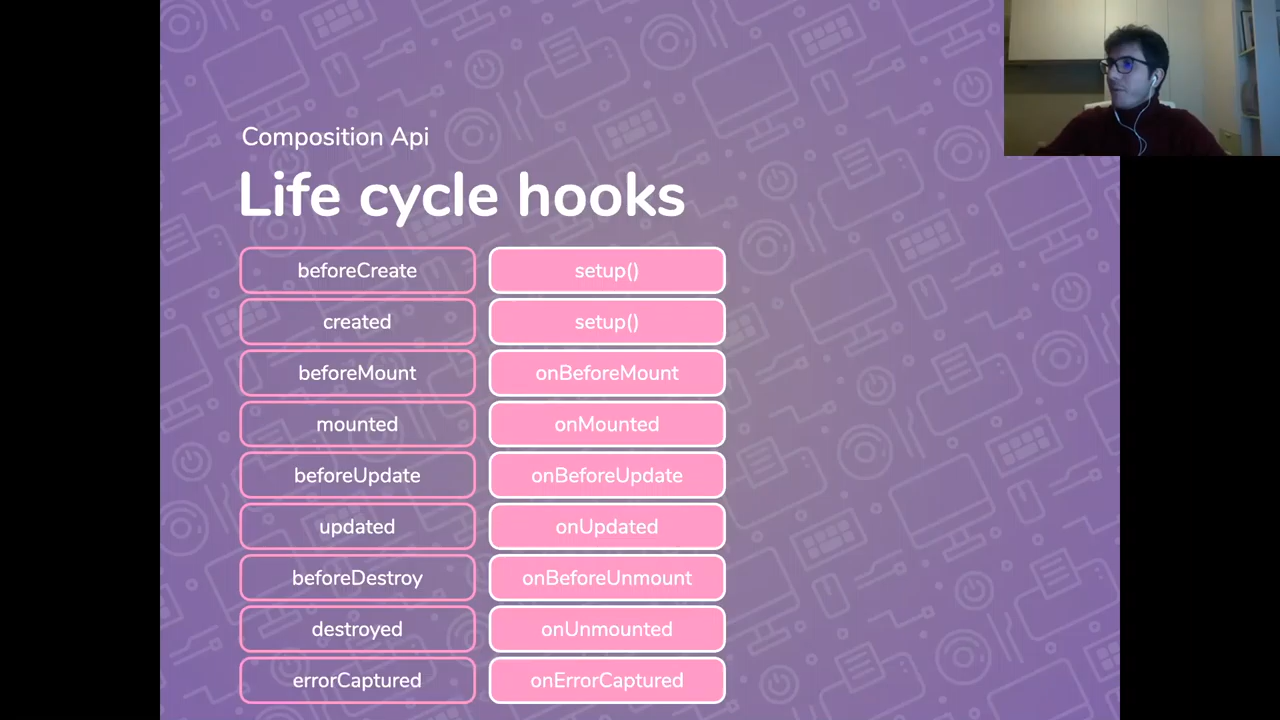 Composition Api
Life cycle hooks
beforeCreate setup()
created setup()
beforeMount onBeforeMount
mounted onMounted
beforeUpdate onBeforeUpdate
updated onUpdated
beforeDestroy onBeforeUnmount
destroyed onUnmounted
errorCaptured onErrorCaptured